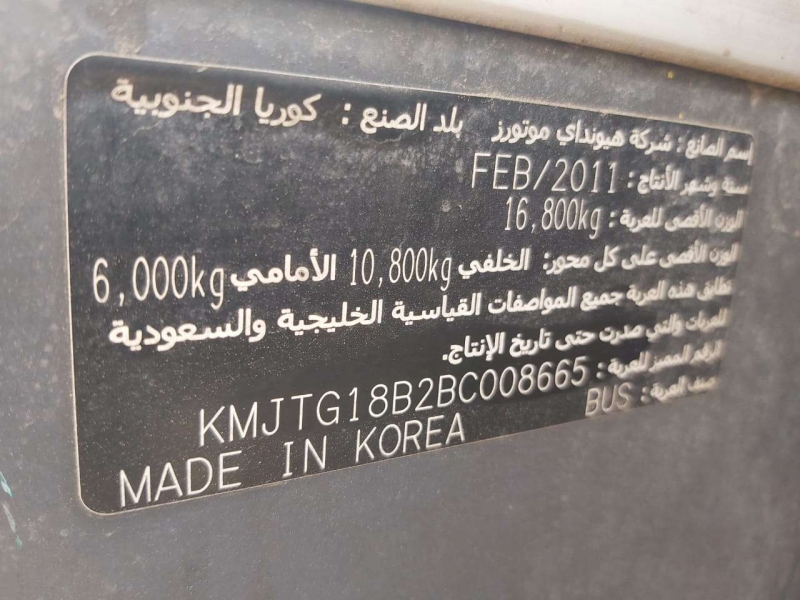 إسم الصانع : شركة هيونداي موتورز بلد الصنع : كوريا الجنوبية
سنة وشهر الأنتاج : FEB/2011
الوزن الأقصى للعربة : 16,800kg
الوزن الأقصى على كل محور: الخلفي 10,800kg الأمامي 6,000kg
تطابق هذه العربة جميع المواصفات القياسية الخليجية والسعودية
للعربات والتي صدرت حتى تاريخ الإنتاج.
الرقم المميز للعربة : KMJTG18B2BC008665
صنف العربة : BUS
MADE IN KOREA